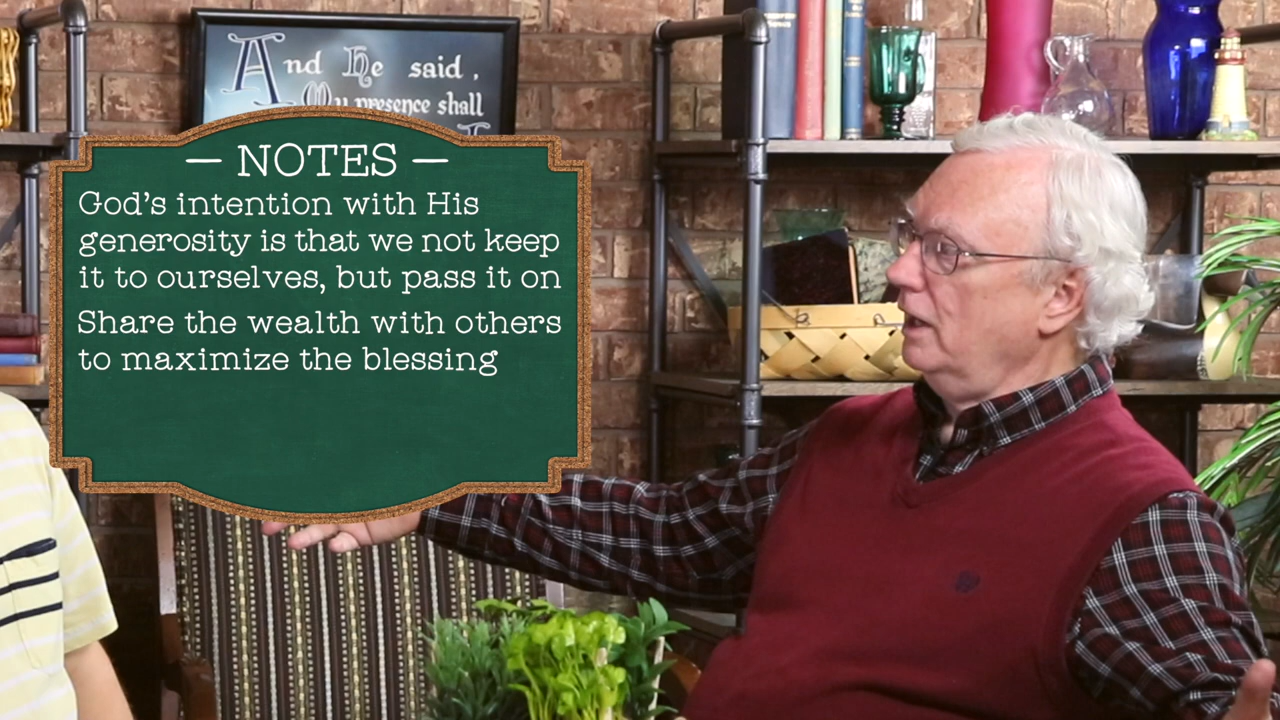 And He said,
My presence shall
— NOTES —
God's intention with His
generosity is that we not keep
it to ourselves, but pass it on
Share the wealth with others
to maximize the blessing